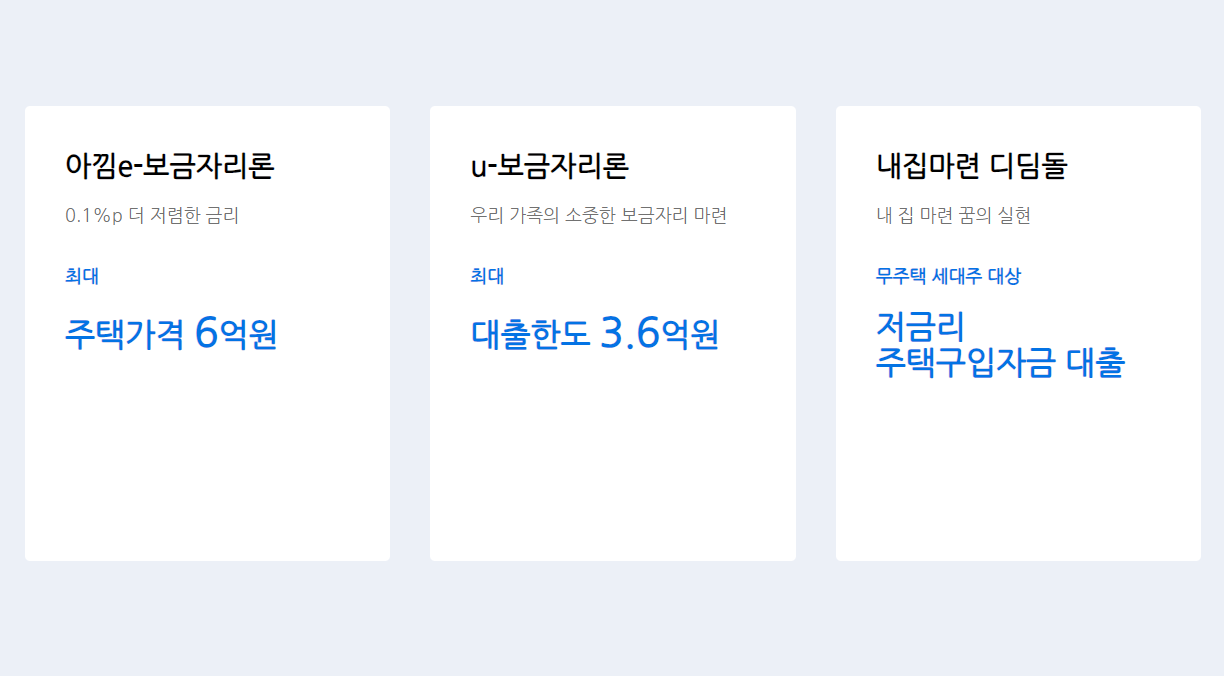 아낌e-보금자리론
0.1%p 더 저렴한 금리
최대
주택가격 6억원
u-보금자리론
우리 가족의 소중한 보금자리 마련
최대
대출한도 3.6억원
내집마련 디딤돌
내 집 마련 꿈의 실현
무주택 세대주 대상
저금리
주택구입자금 대출